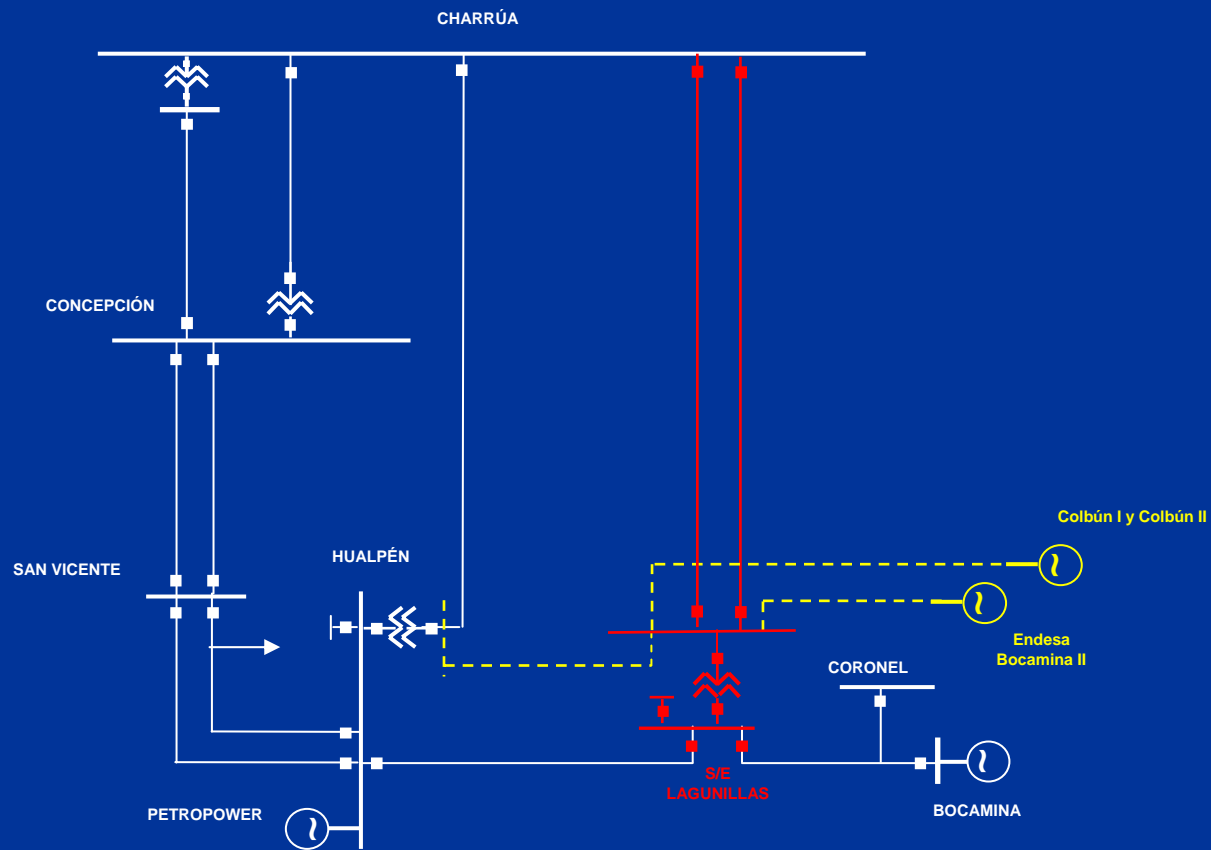 CHARRÚA
CONCEPCIÓN
Colbún I y Colbún II
HUALPÉN
SAN VICENTE
Endesa
Bocamina II
CORONEL
S/E
LAGUNILLAS
PETROPOWER
BOCAMINA